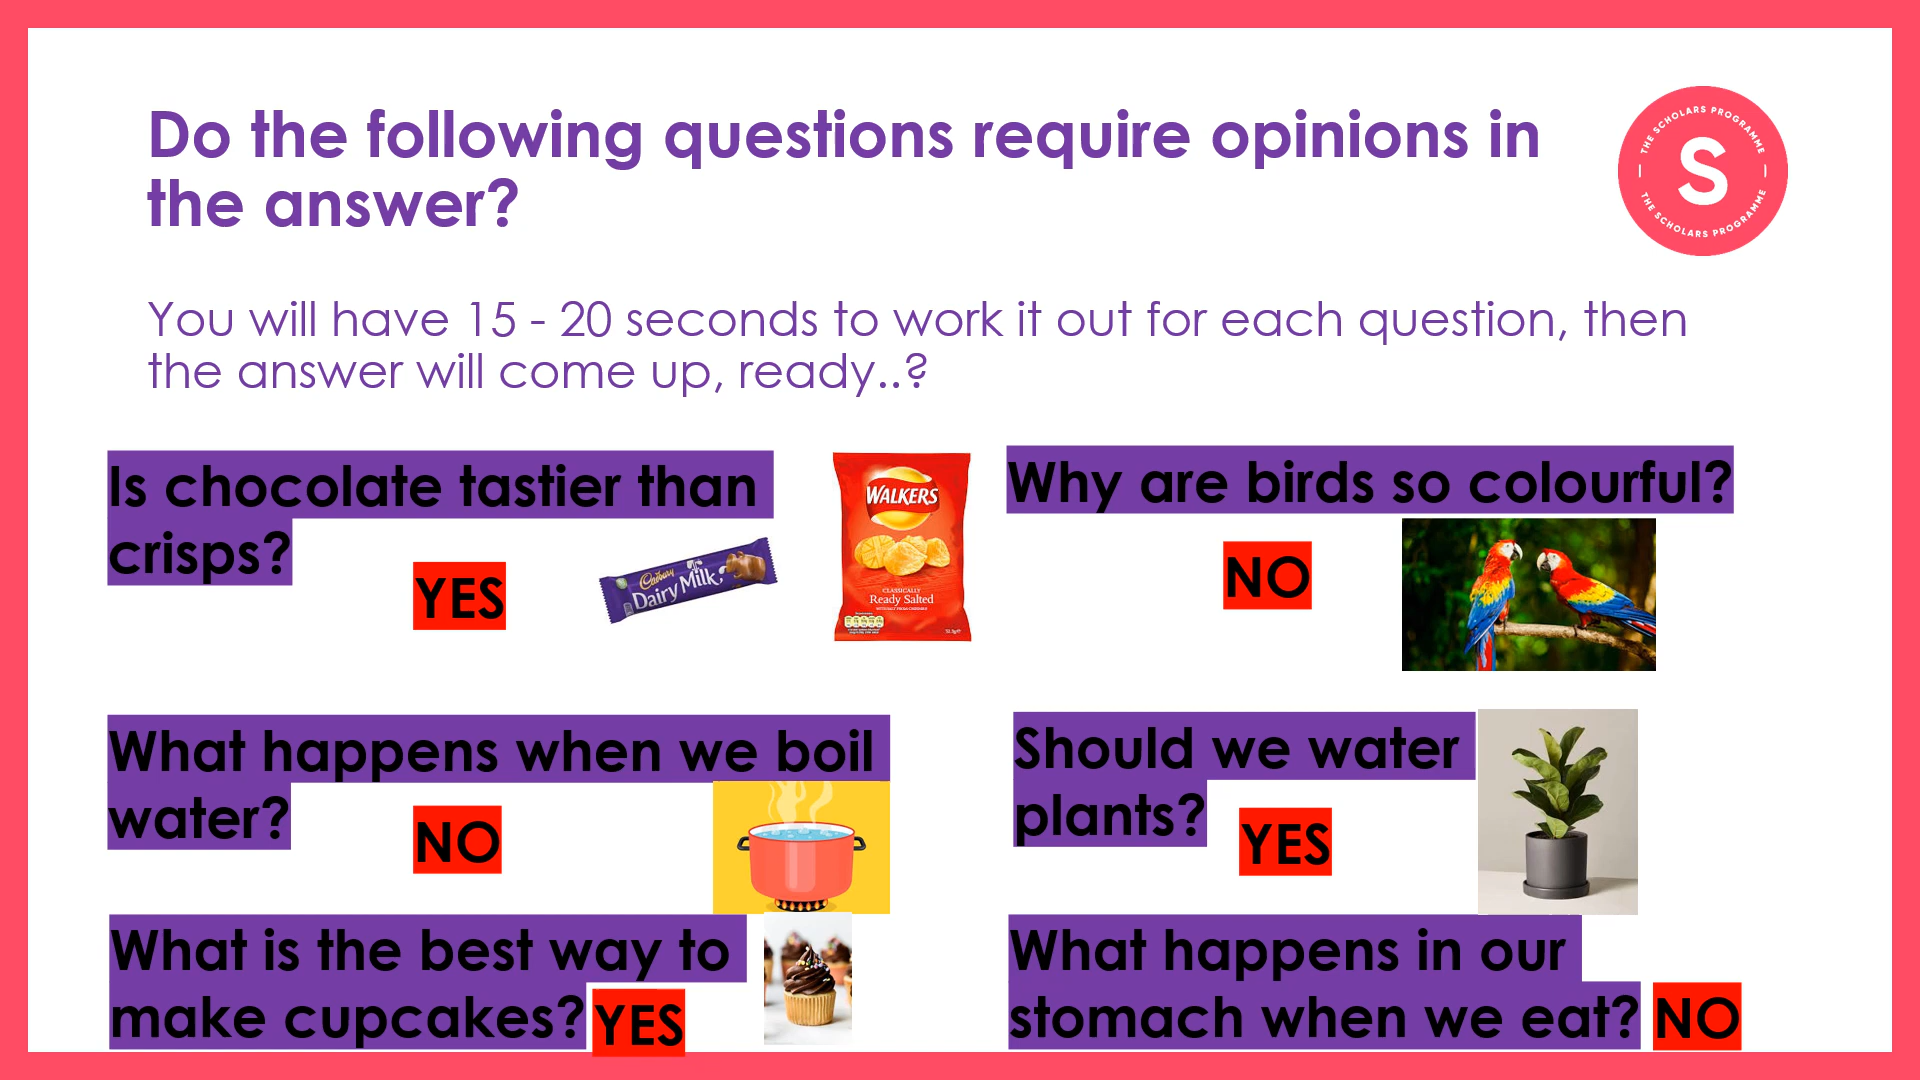 Do the following questions require opinions in
the answer?
THE SCHOLARS PROGRAMME
S
THE SCHOLARS PROGRAMME
You will have 15 - 20 seconds to work it out for each question, then
the answer will come up, ready..?
Is chocolate tastier than
crisps?
YES
Cadbury
Dairy Milk
WALKERS
CLASSICALLY
Ready Salted
Why are birds so colourful?
NO
What happens when we boil
water?
NO
Should we water
plants?
YES
What is the best way to
make cupcakes?
YES
What happens in our
stomach when we eat?
NO